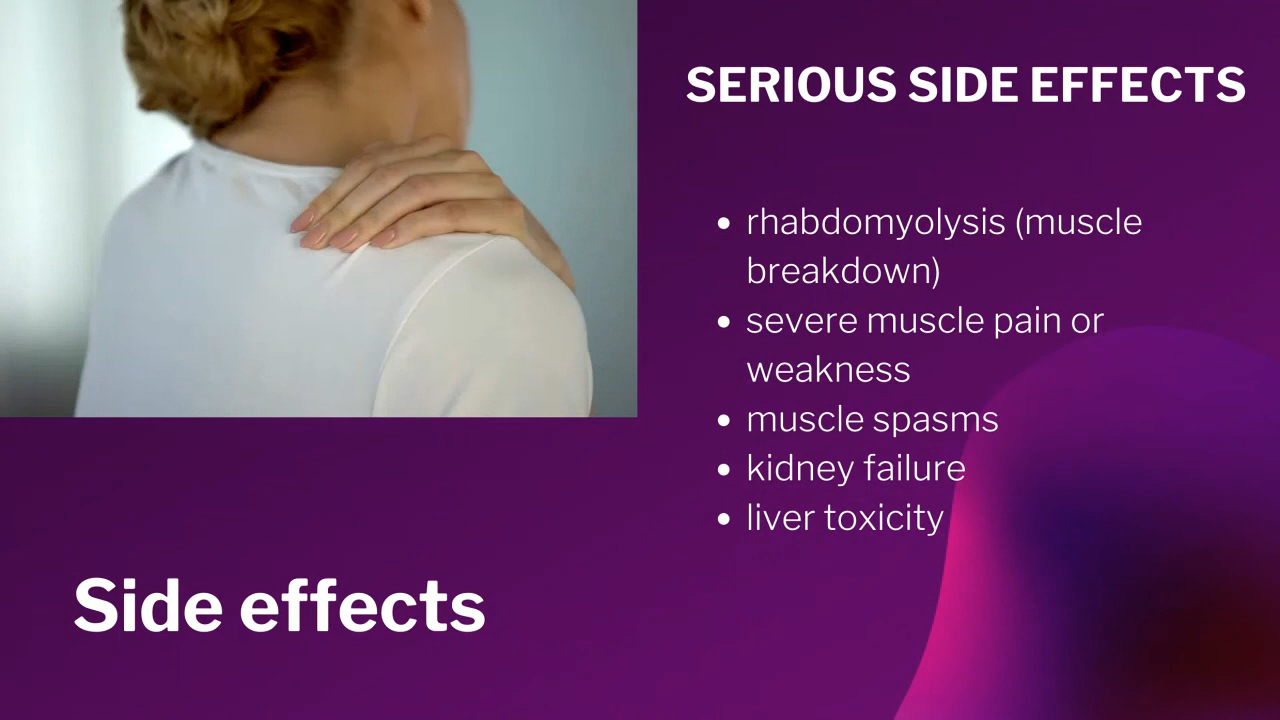 SERIOUS SIDE EFFECTS
• rhabdomyolysis (muscle
breakdown)
• severe muscle pain or
weakness
• muscle spasms
• kidney failure
• liver toxicity
Side effects